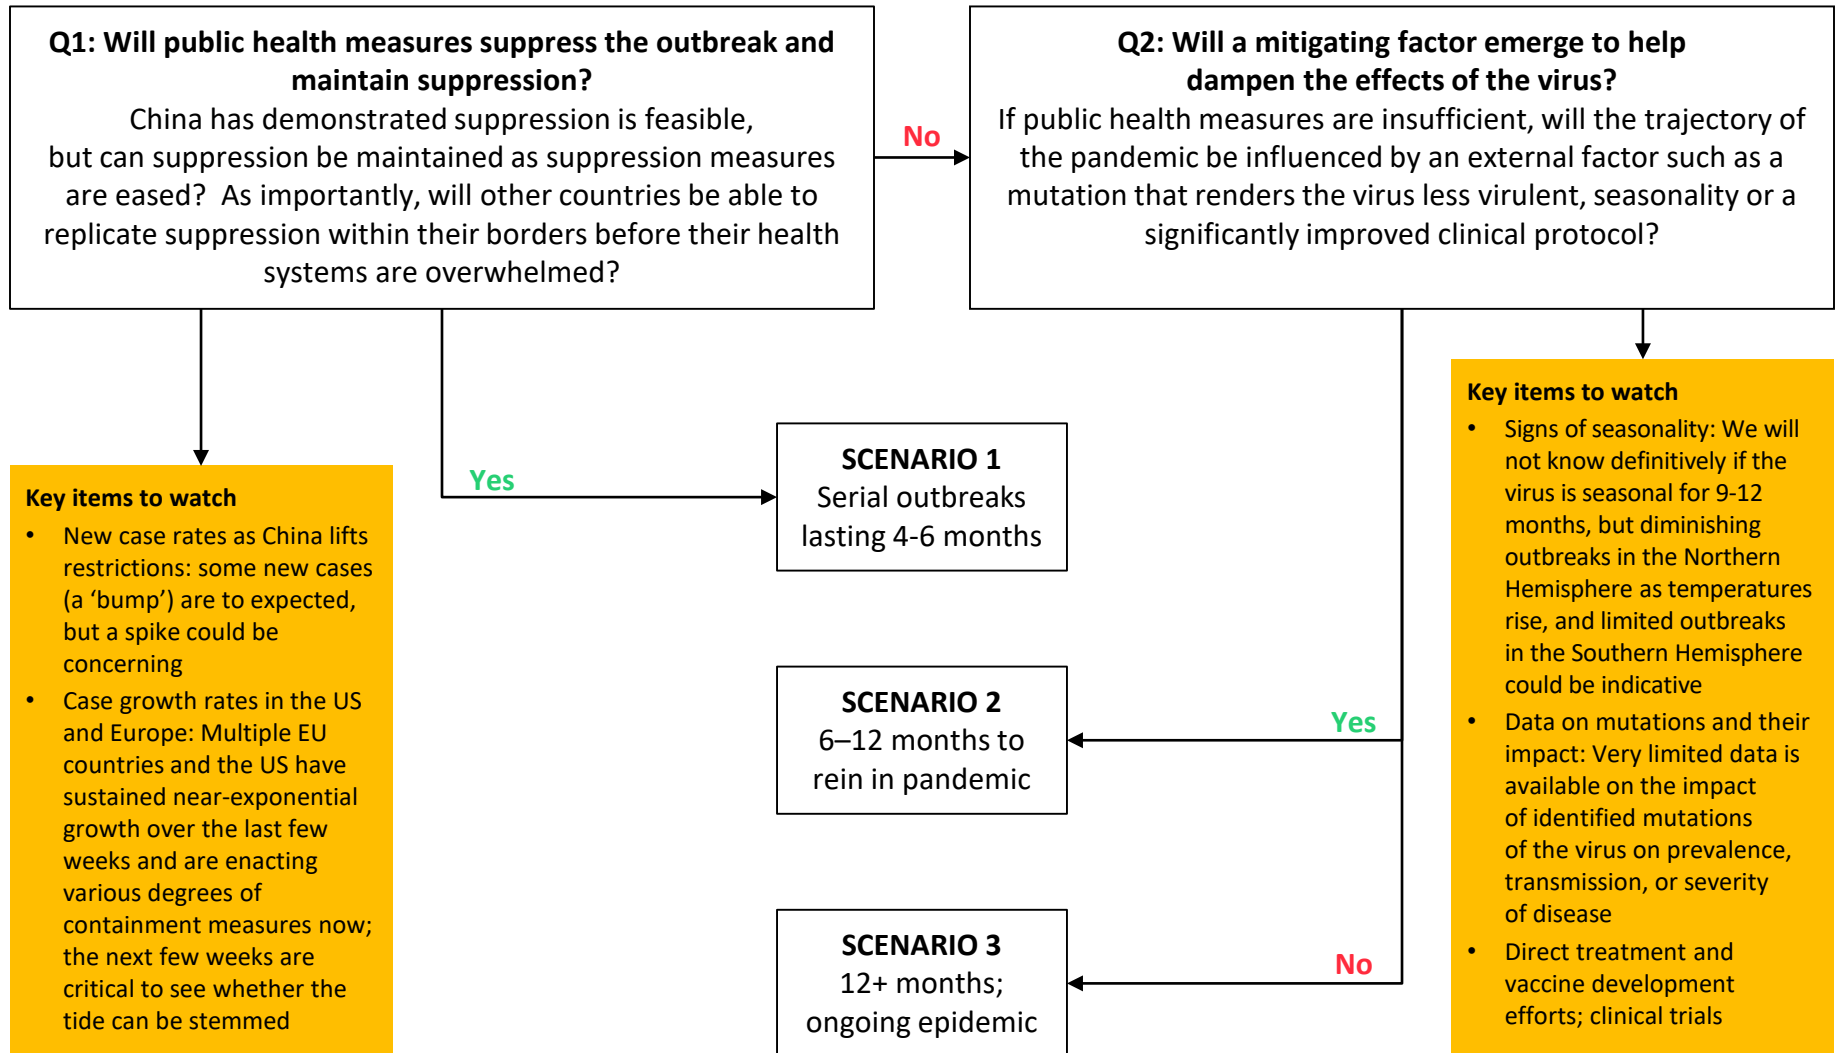 Q1: Will public health measures suppress the outbreak and
maintain suppression?
China has demonstrated suppression is feasible,
but can suppression be maintained as suppression measures
are eased?  As importantly, will other countries be able to
replicate suppression within their borders before their health
systems are overwhelmed?
No
Q2: Will a mitigating factor emerge to help
dampen the effects of the virus?
If public health measures are insufficient, will the trajectory of
the pandemic be influenced by an external factor such as a
mutation that renders the virus less virulent, seasonality or a
significantly improved clinical protocol?
Key items to watch
• New case rates as China lifts
restrictions: some new cases
(a ‘bump’) are to expected,
but a spike could be
concerning
• Case growth rates in the US
and Europe: Multiple EU
countries and the US have
sustained near-exponential
growth over the last few
weeks and are enacting
various degrees of
containment measures now;
the next few weeks are
critical to see whether the
tide can be stemmed
Yes
SCENARIO 1
Serial outbreaks
lasting 4-6 months
SCENARIO 2
6–12 months to
rein in pandemic
Yes
SCENARIO 3
12+ months;
ongoing epidemic
No
Key items to watch
• Signs of seasonality: We will
not know definitively if the
virus is seasonal for 9-12
months, but diminishing
outbreaks in the Northern
Hemisphere as temperatures
rise, and limited outbreaks
in the Southern Hemisphere
could be indicative
• Data on mutations and their
impact: Very limited data is
available on the impact
of identified mutations
of the virus on prevalence,
transmission, or severity
of disease
• Direct treatment and
vaccine development
efforts; clinical trials